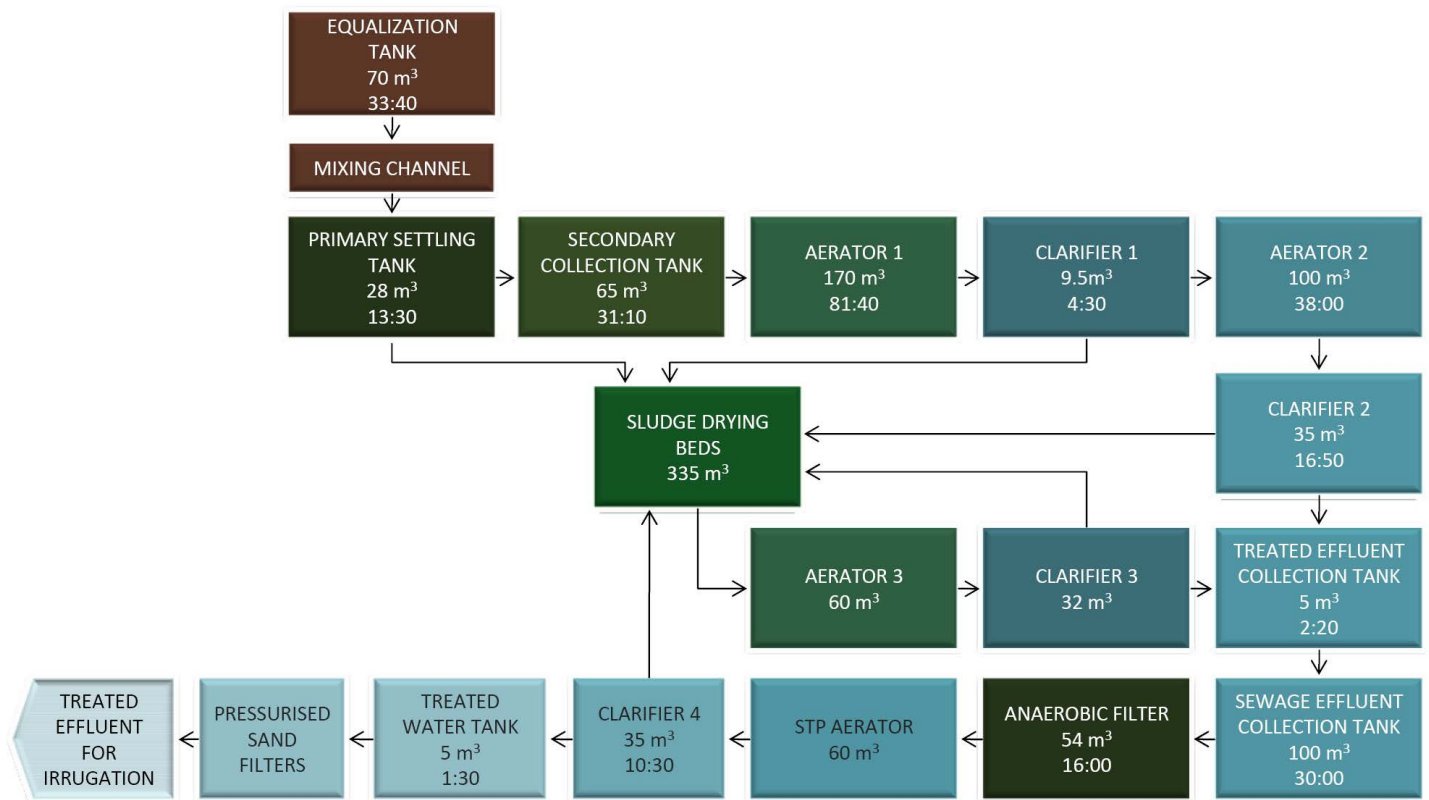 EQUALIZATION
TANK
70 m³
33:40
MIXING CHANNEL
PRIMARY SETTLING
TANK
28 m³
13:30
SECONDARY
COLLECTION TANK
65 m³
31:10
AERATOR 1
170 m³
81:40
CLARIFIER 1
9.5m³
4:30
AERATOR 2
100 m³
38:00
SLUDGE DRYING
BEDS
335 m³
CLARIFIER 2
35 m³
16:50
AERATOR 3
60 m³
CLARIFIER 3
32 m³
TREATED EFFLUENT
COLLECTION TANK
5 m³
2:20
TREATED
EFFLUENT
FOR
IRRUGATION
PRESSURISED
SAND
FILTERS
TREATED
WATER TANK
5 m³
1:30
CLARIFIER 4
35 m³
10:30
STP AERATOR
60 m³
ANAEROBIC FILTER
54 m³
16:00
SEWAGE EFFLUENT
COLLECTION TANK
100 m³
30:00